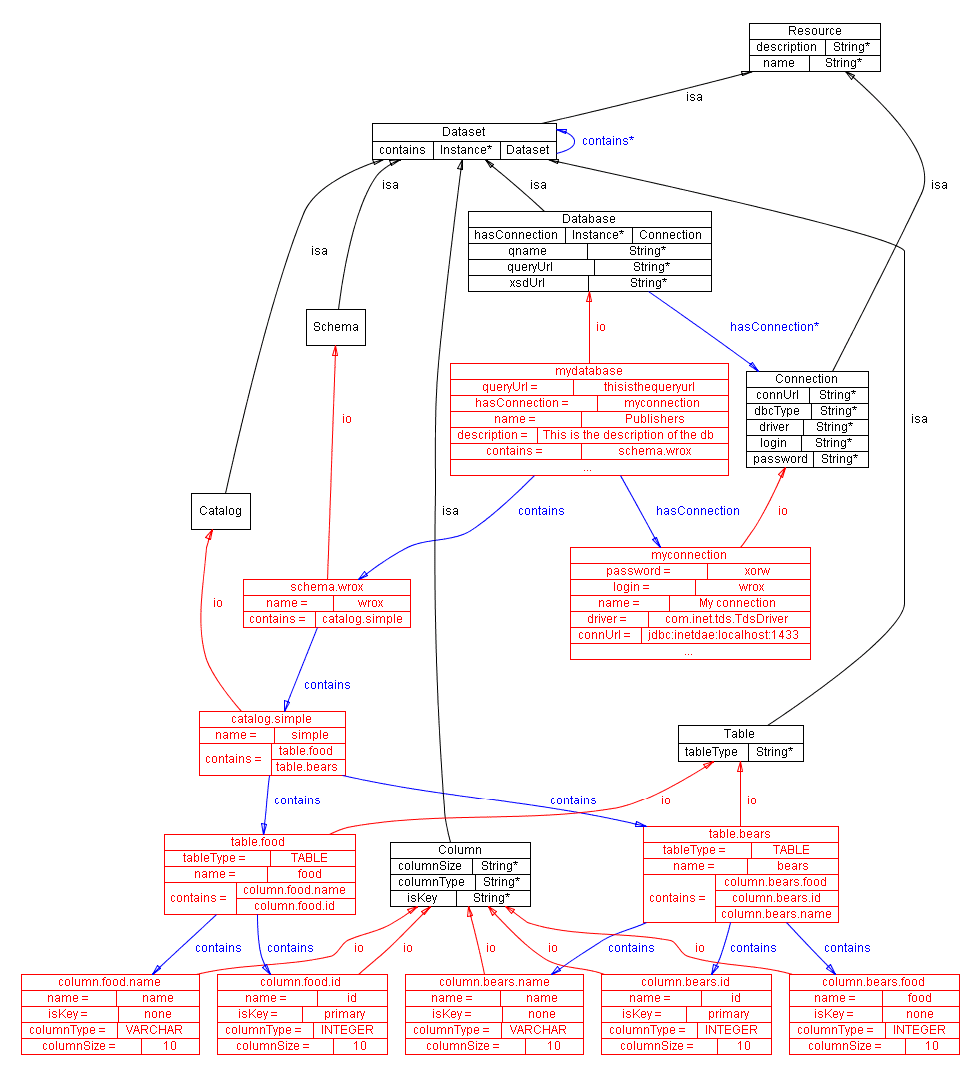 Resource
description String*
name String*
isa
Dataset
contains Instance* Dataset
contains*
isa
isa
isa
isa
Database
hasConnection Instance* Connection
qname String*
queryUrl String*
xsdUrl String*
Schema
io
hasConnection*
mydatabase
queryUrl = thisisthequeryurl
hasConnection = myconnection
name = Publishers
description = This is the description of the db
contains = schema.wrox
...
Connection
connUrl String*
dbcType String*
driver String*
login String*
password String*
io
isa
Catalog
isa
contains
hasConnection
io
myconnection
password = xorw
login = wrox
name = My connection
driver = com.inet.tds.TdsDriver
connUrl = jdbc:inetdae:localhost:1433
...
schema.wrox
name = wrox
contains = catalog.simple
io
contains
catalog.simple
name = simple
contains = table.food
table.bears
Table
tableType String*
contains
contains
io
io
table.food
tableType = TABLE
name = food
contains = column.food.name
column.food.id
Column
columnSize String*
columnType String*
isKey String*
table.bears
tableType = TABLE
name = bears
contains = column.bears.food
column.bears.id
column.bears.name
contains
contains
io
io
io
io
contains
io
contains
contains
column.food.name
name = name
isKey = none
columnType = VARCHAR
columnSize = 10
column.food.id
name = id
isKey = primary
columnType = INTEGER
columnSize = 10
column.bears.name
name = name
isKey = none
columnType = VARCHAR
columnSize = 10
column.bears.id
name = id
isKey = primary
columnType = INTEGER
columnSize = 10
column.bears.food
name = food
isKey = none
columnType = INTEGER
columnSize = 10